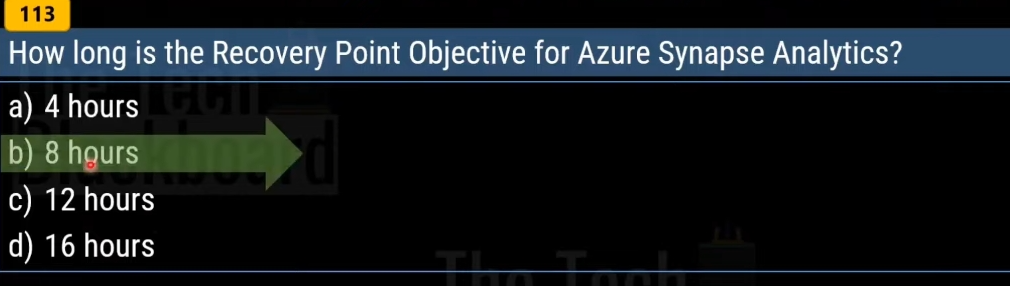 113
How long is the Recovery Point Objective for Azure Synapse Analytics?
a) 4 hours
b) 8 hours
c) 12 hours
d) 16 hours
The Tech
Blackboard
The Tech